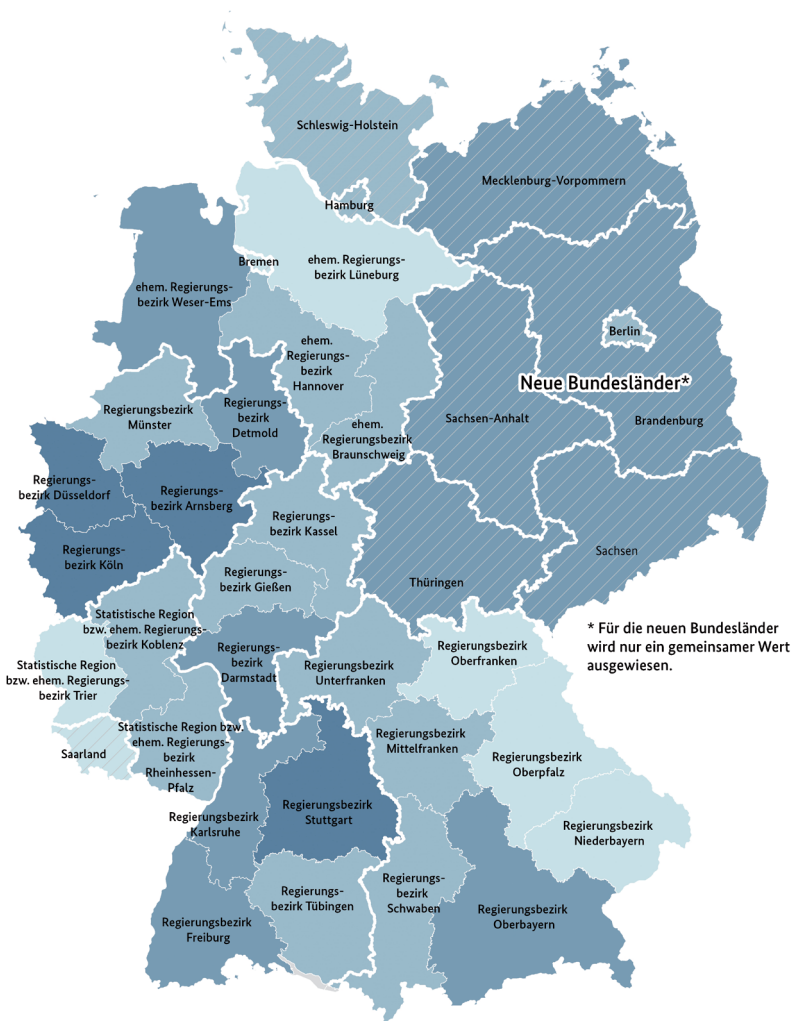 Schleswig-Holstein
Mecklenburg-Vorpommern
Hamburg
Bremen
ehem. Regierungs-
bezirk Lüneburg
ehem. Regierungs-
bezirk Weser-Ems
Berlin
ehem.
Regierungs-
bezirk
Hannover
Neue Bundesländer*
Regierungsbezirk
Münster
Regierungs-
bezirk
Detmold
Sachsen-Anhalt
Brandenburg
ehem.
Regierungsbezirk
Braunschweig
Regierungs-
bezirk Düsseldorf
Regierungs-
bezirk Arnsberg
Regierungs-
bezirk Kassel
Regierungs-
bezirk Köln
Sachsen
Regierungs-
bezirk Gießen
Thüringen
Statistische Region
bzw. ehem. Regierungs-
bezirk Koblenz
* Für die neuen Bundesländer
wird nur ein gemeinsamer Wert
ausgewiesen.
Statistische Region
bzw. ehem. Regierungs-
bezirk Trier
Regierungs-
bezirk
Darmstadt
Regierungsbezirk
Unterfranken
Regierungsbezirk
Oberfranken
Saarland
Statistische Region bzw.
ehem. Regierungs-
bezirk
Rheinhessen-
Pfalz
Regierungsbezirk
Mittelfranken
Regierungsbezirk
Oberpfalz
Regierungsbezirk
Karlsruhe
Regierungsbezirk
Stuttgart
Regierungsbezirk
Niederbayern
Regierungs-
bezirk Tübingen
Regierungs-
bezirk
Schwaben
Regierungsbezirk
Freiburg
Regierungsbezirk
Oberbayern